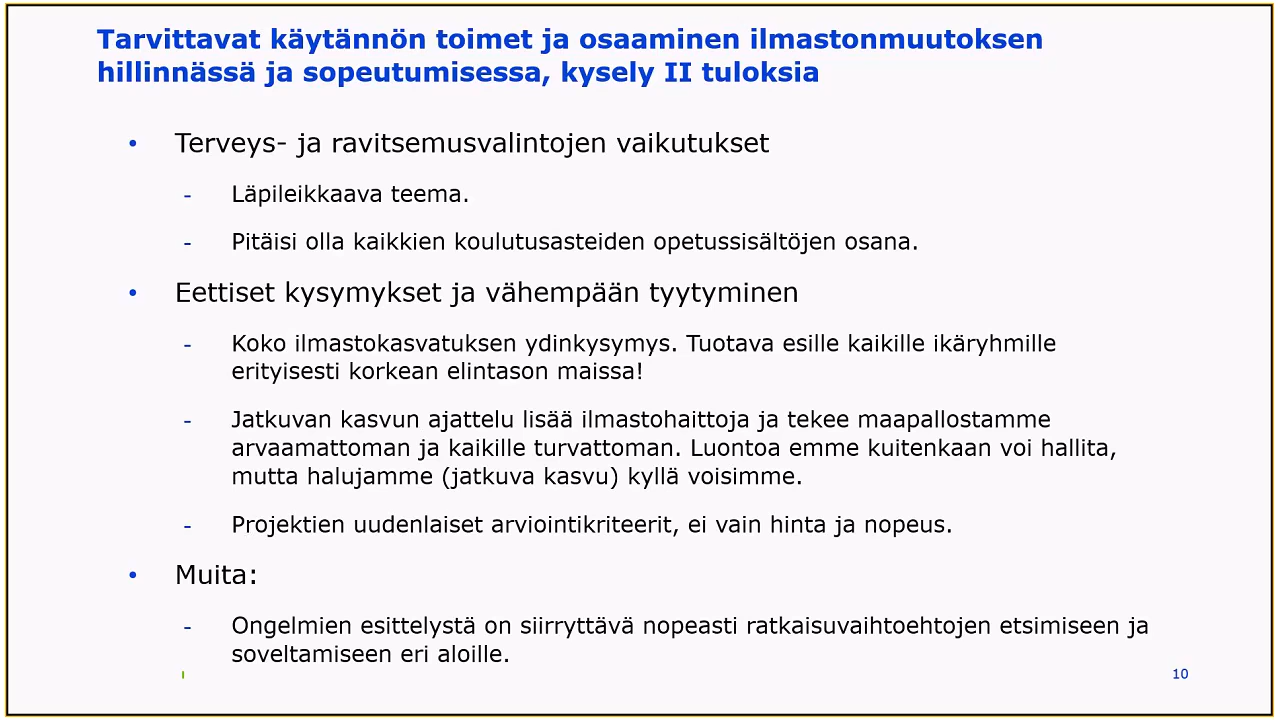 Tarvittavat käytännön toimet ja osaaminen ilmastonmuutoksen
hillinnässä ja sopeutumisessa, kysely II tuloksia
• Terveys- ja ravitsemusvalintojen vaikutukset
- Läpileikkaava teema.
- Pitäisi olla kaikkien koulutusasteiden opetussisältöjen osana.
• Eettiset kysymykset ja vähempään tyytyminen
- Koko ilmastokasvatuksen ydinkysymys. Tuotava esille kaikille ikäryhmille
erityisesti korkean elintason maissa!
- Jatkuvan kasvun ajattelu lisää ilmastohaittoja ja tekee maapallostamme
arvaamattoman ja kaikille turvattoman. Luontoa emme kuitenkaan voi hallita,
mutta halujamme (jatkuva kasvu) kyllä voisimme.
- Projektien uudenlaiset arviointikriteerit, ei vain hinta ja nopeus.
• Muita:
- Ongelmien esittelystä on siirryttävä nopeasti ratkaisuvaihtoehtojen etsimiseen ja
soveltamiseen eri aloille.
10